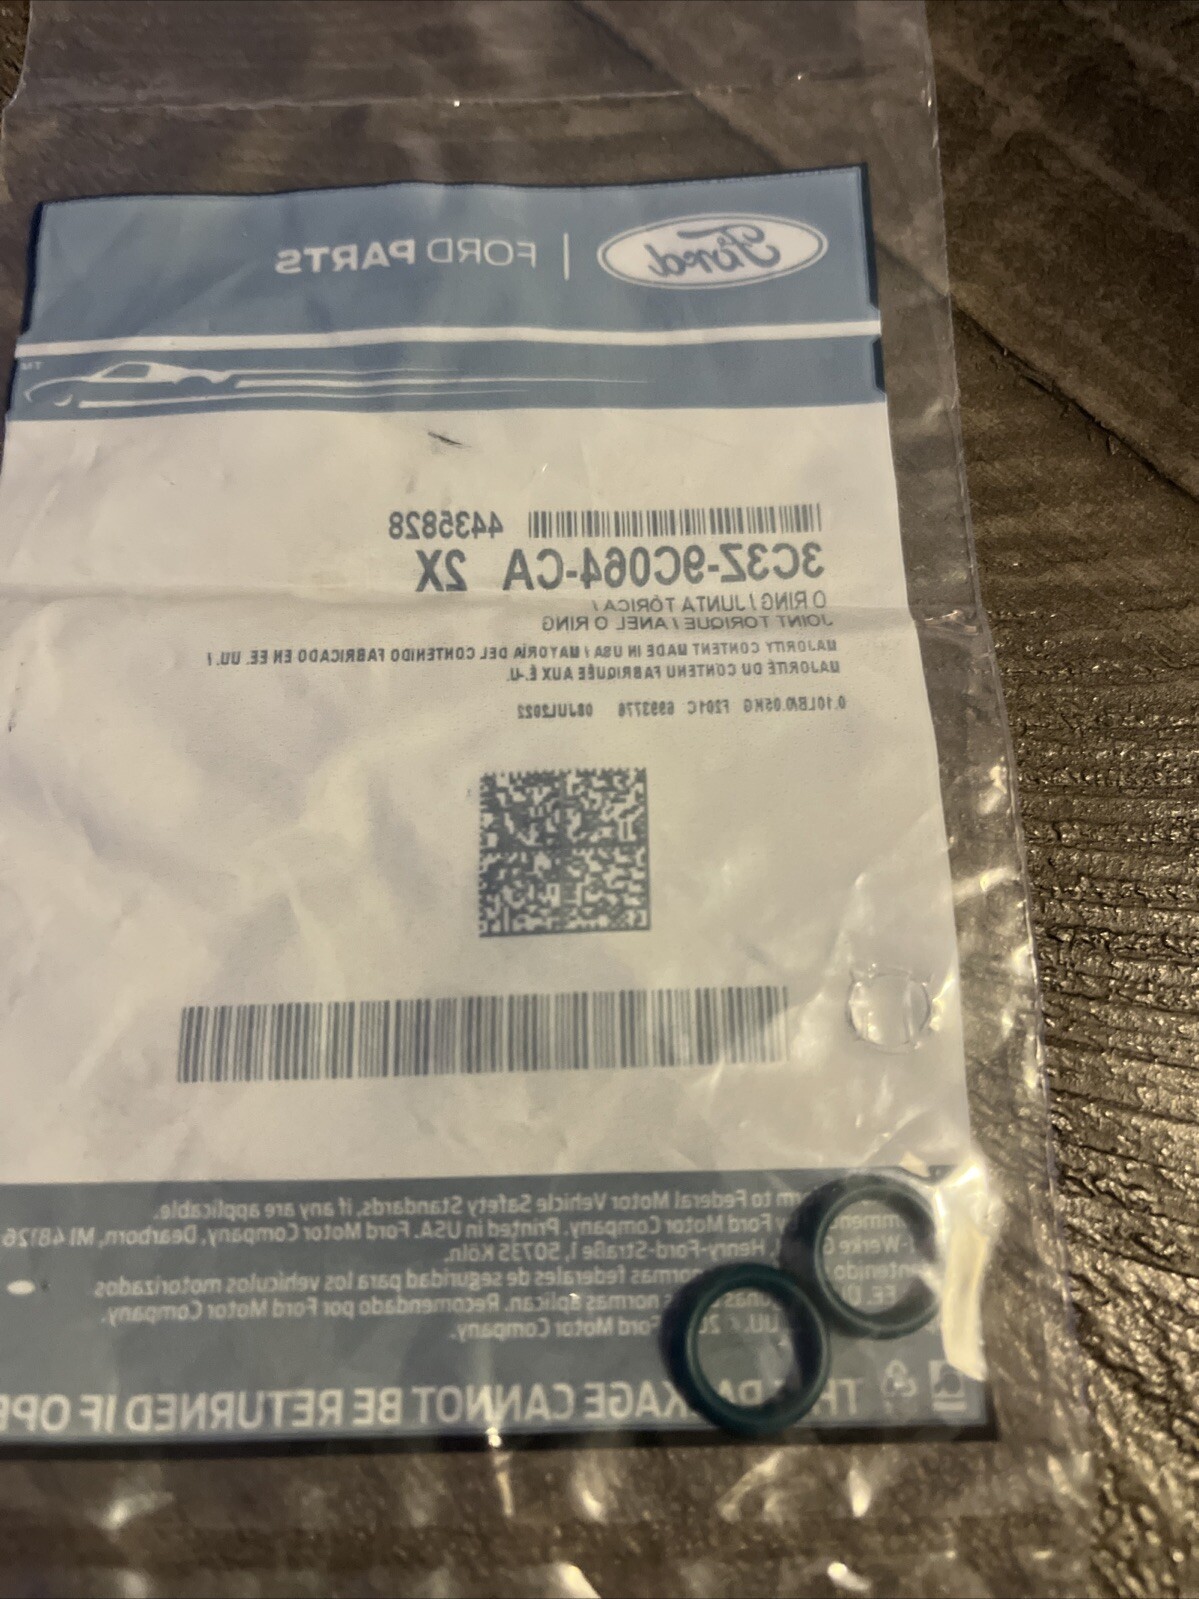 Ford | FORD PARTS
TM
4435828
3C3Z-9C064-CA 2X
O RING / JUNTA TÓRICA /
JOINT TORIQUE / ANEL O RING
MAJORITY CONTENT MADE IN USA / MAYORÍA DEL CONTENIDO FABRICADO EN EE. UU. /
MAJORITÉ DU CONTENU FABRIQUÉE AUX É.-U.
0.10LB/0.05KG F201C 6993776 08JUL2022
to Federal Motor Vehicle Safety Standards, if any are applicable.
by Ford Motor Company. Printed in USA. Ford Motor Company, Dearborn, MI 48126
Henry-Ford-Straße 1, 50735 Köln.
normas federales de seguridad para los vehículos motorizados
normas aplican. Recomendado por Ford Motor Company.
Ford Motor Company.
PACKAGE CANNOT BE RETURNED IF